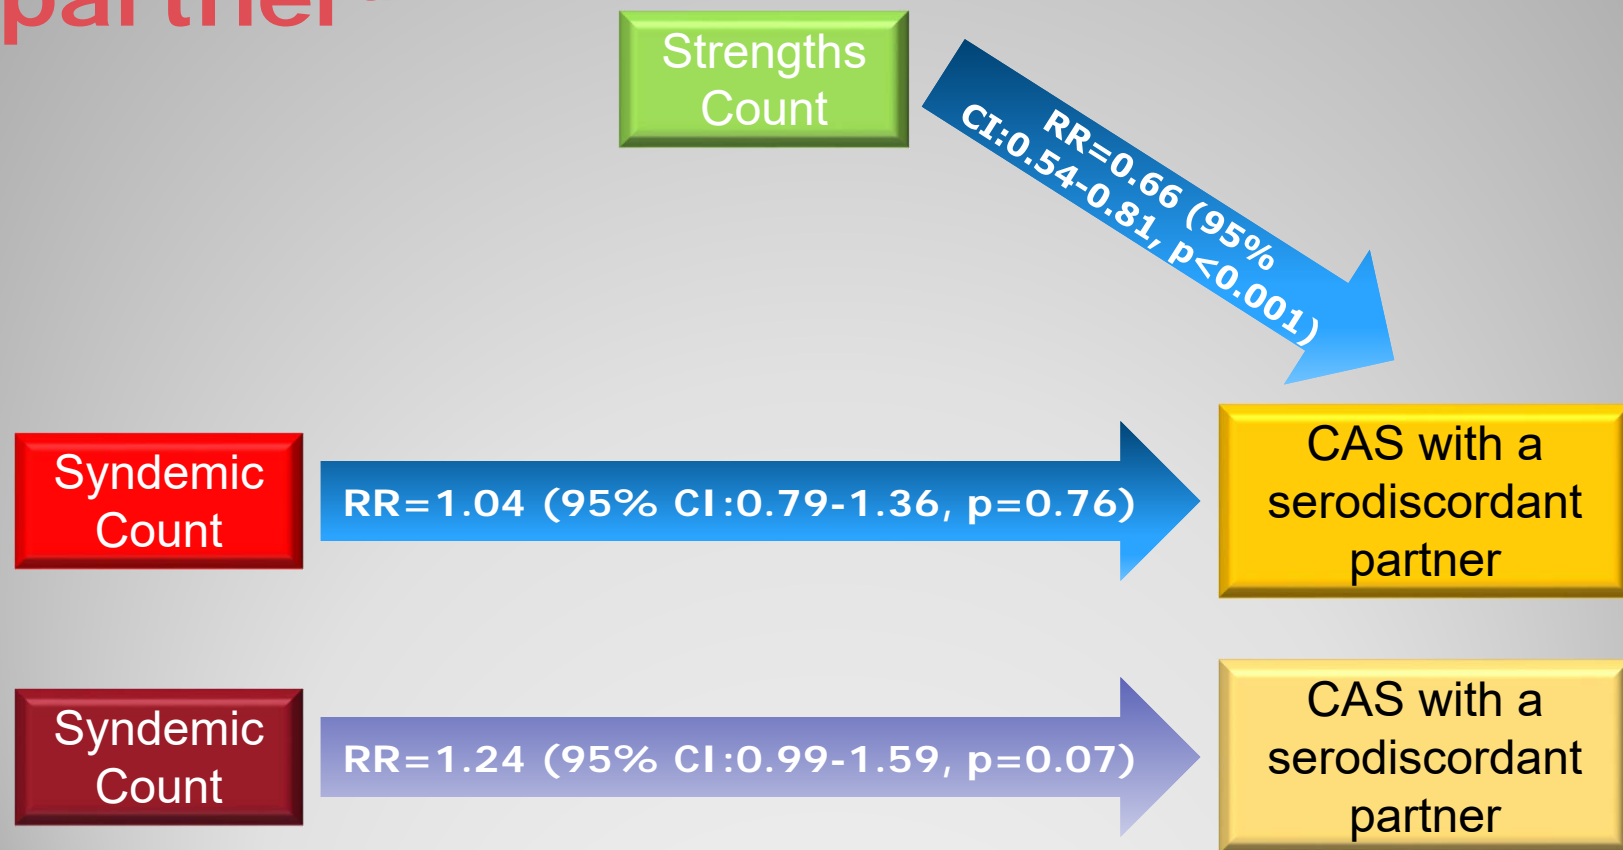 partner
Strengths
Count
RR=0.66 (95%
CI:0.54-0.81, p<0.001)
Syndemic
Count
RR=1.04 (95% CI:0.79-1.36, p=0.76)
CAS with a
serodiscordant
partner
Syndemic
Count
RR=1.24 (95% CI:0.99-1.59, p=0.07)
CAS with a
serodiscordant
partner